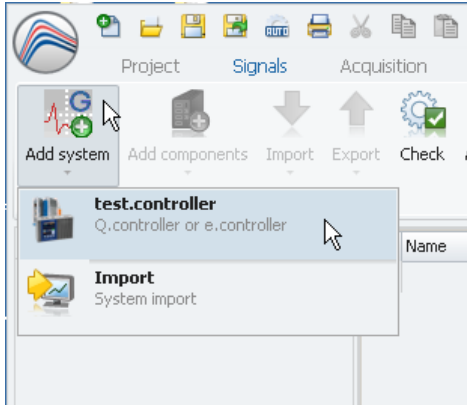 AUTO
Project Signals Acquisition
G
Add system Add components Import Export Check
test.controller
Q.controller or e.controller
Name
Import
System import